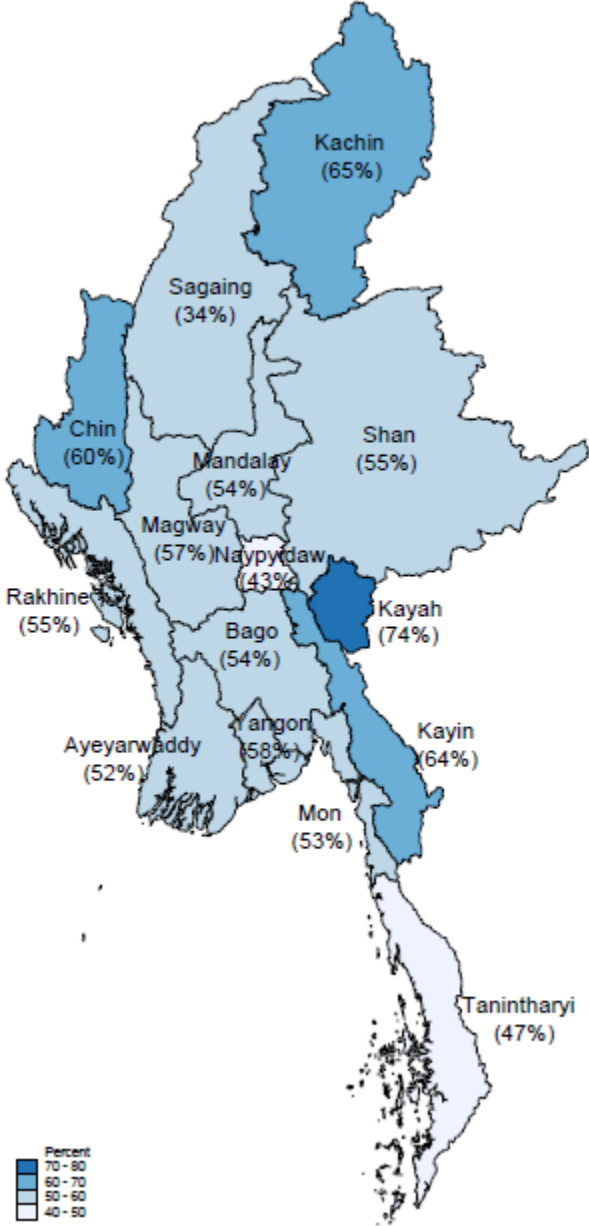 Kachin
(65%)
Sagaing
(34%)
Chin
(60%)
Shan
(55%)
Mandalay
(54%)
Magway
(57%)
Naypyidaw
(43%)
Rakhine
(55%)
Kayah
(74%)
Bago
(54%)
Yangon
(58%)
Ayeyarwaddy
(52%)
Kayin
(64%)
Mon
(53%)
Tanintharyi
(47%)
Percent
70 - 80
60 - 70
50 - 60
40 - 50